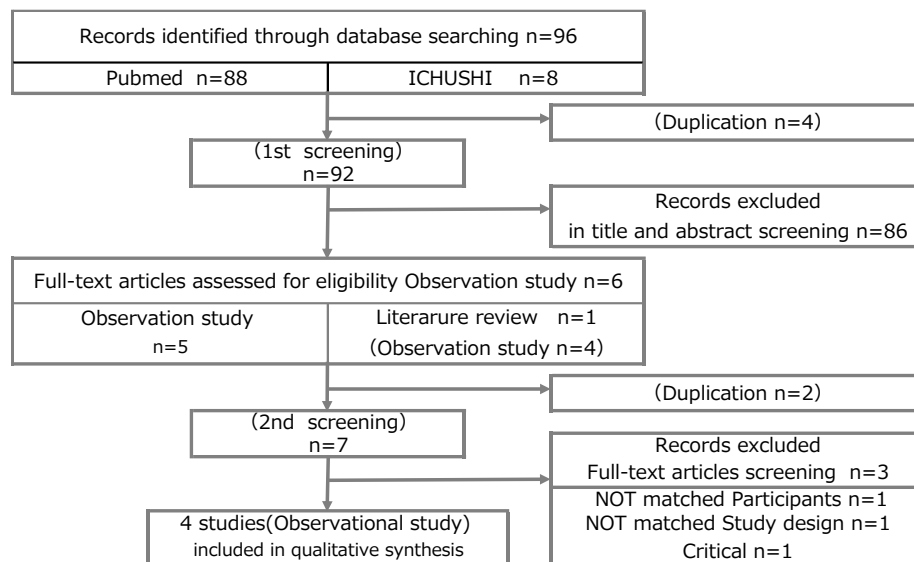 Records identified through database searching n=96
Pubmed n=88
ICHUSHI n=8
(Duplication n=4)
(1st screening)
n=92
Records excluded
in title and abstract screening n=86
Full-text articles assessed for eligibility Observation study n=6
Observation study
n=5
Literarure review n=1
(Observation study n=4)
(Duplication n=2)
(2nd screening)
n=7
Records excluded
Full-text articles screening n=3
NOT matched Participants n=1
NOT matched Study design n=1
Critical n=1
4 studies(Observational study)
included in qualitative synthesis